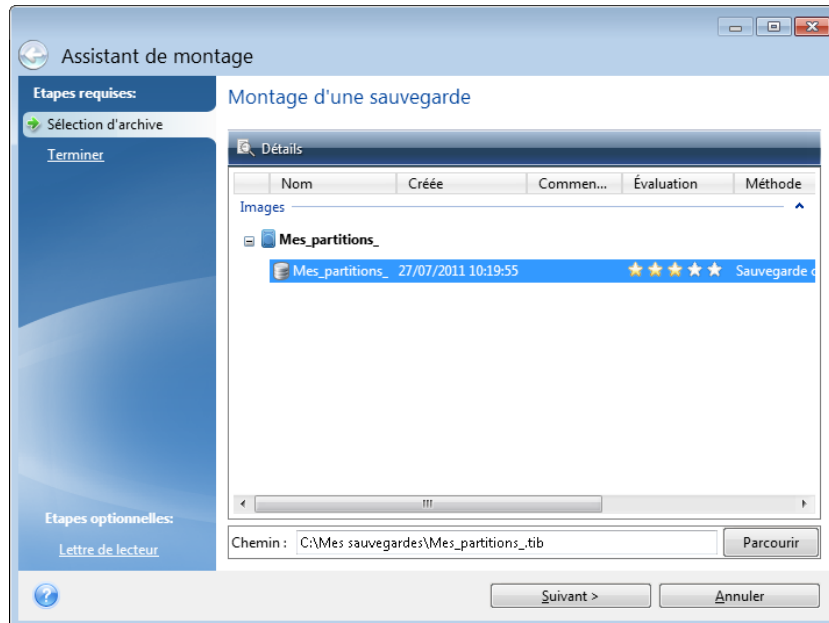 Assistant de montage
Etapes requises:
Sélection d'archive
Terminer
Etapes optionnelles:
Lettre de lecteur
Montage d'une sauvegarde
Détails
Nom Créée Commen... Évaluation Méthode
Images
Mes_partitions_
Mes_partitions_ 27/07/2011 10:19:55 Sauvegarde
Chemin : C:\Mes sauvegardes\Mes_partitions_.tib Parcourir
Suivant > Annuler